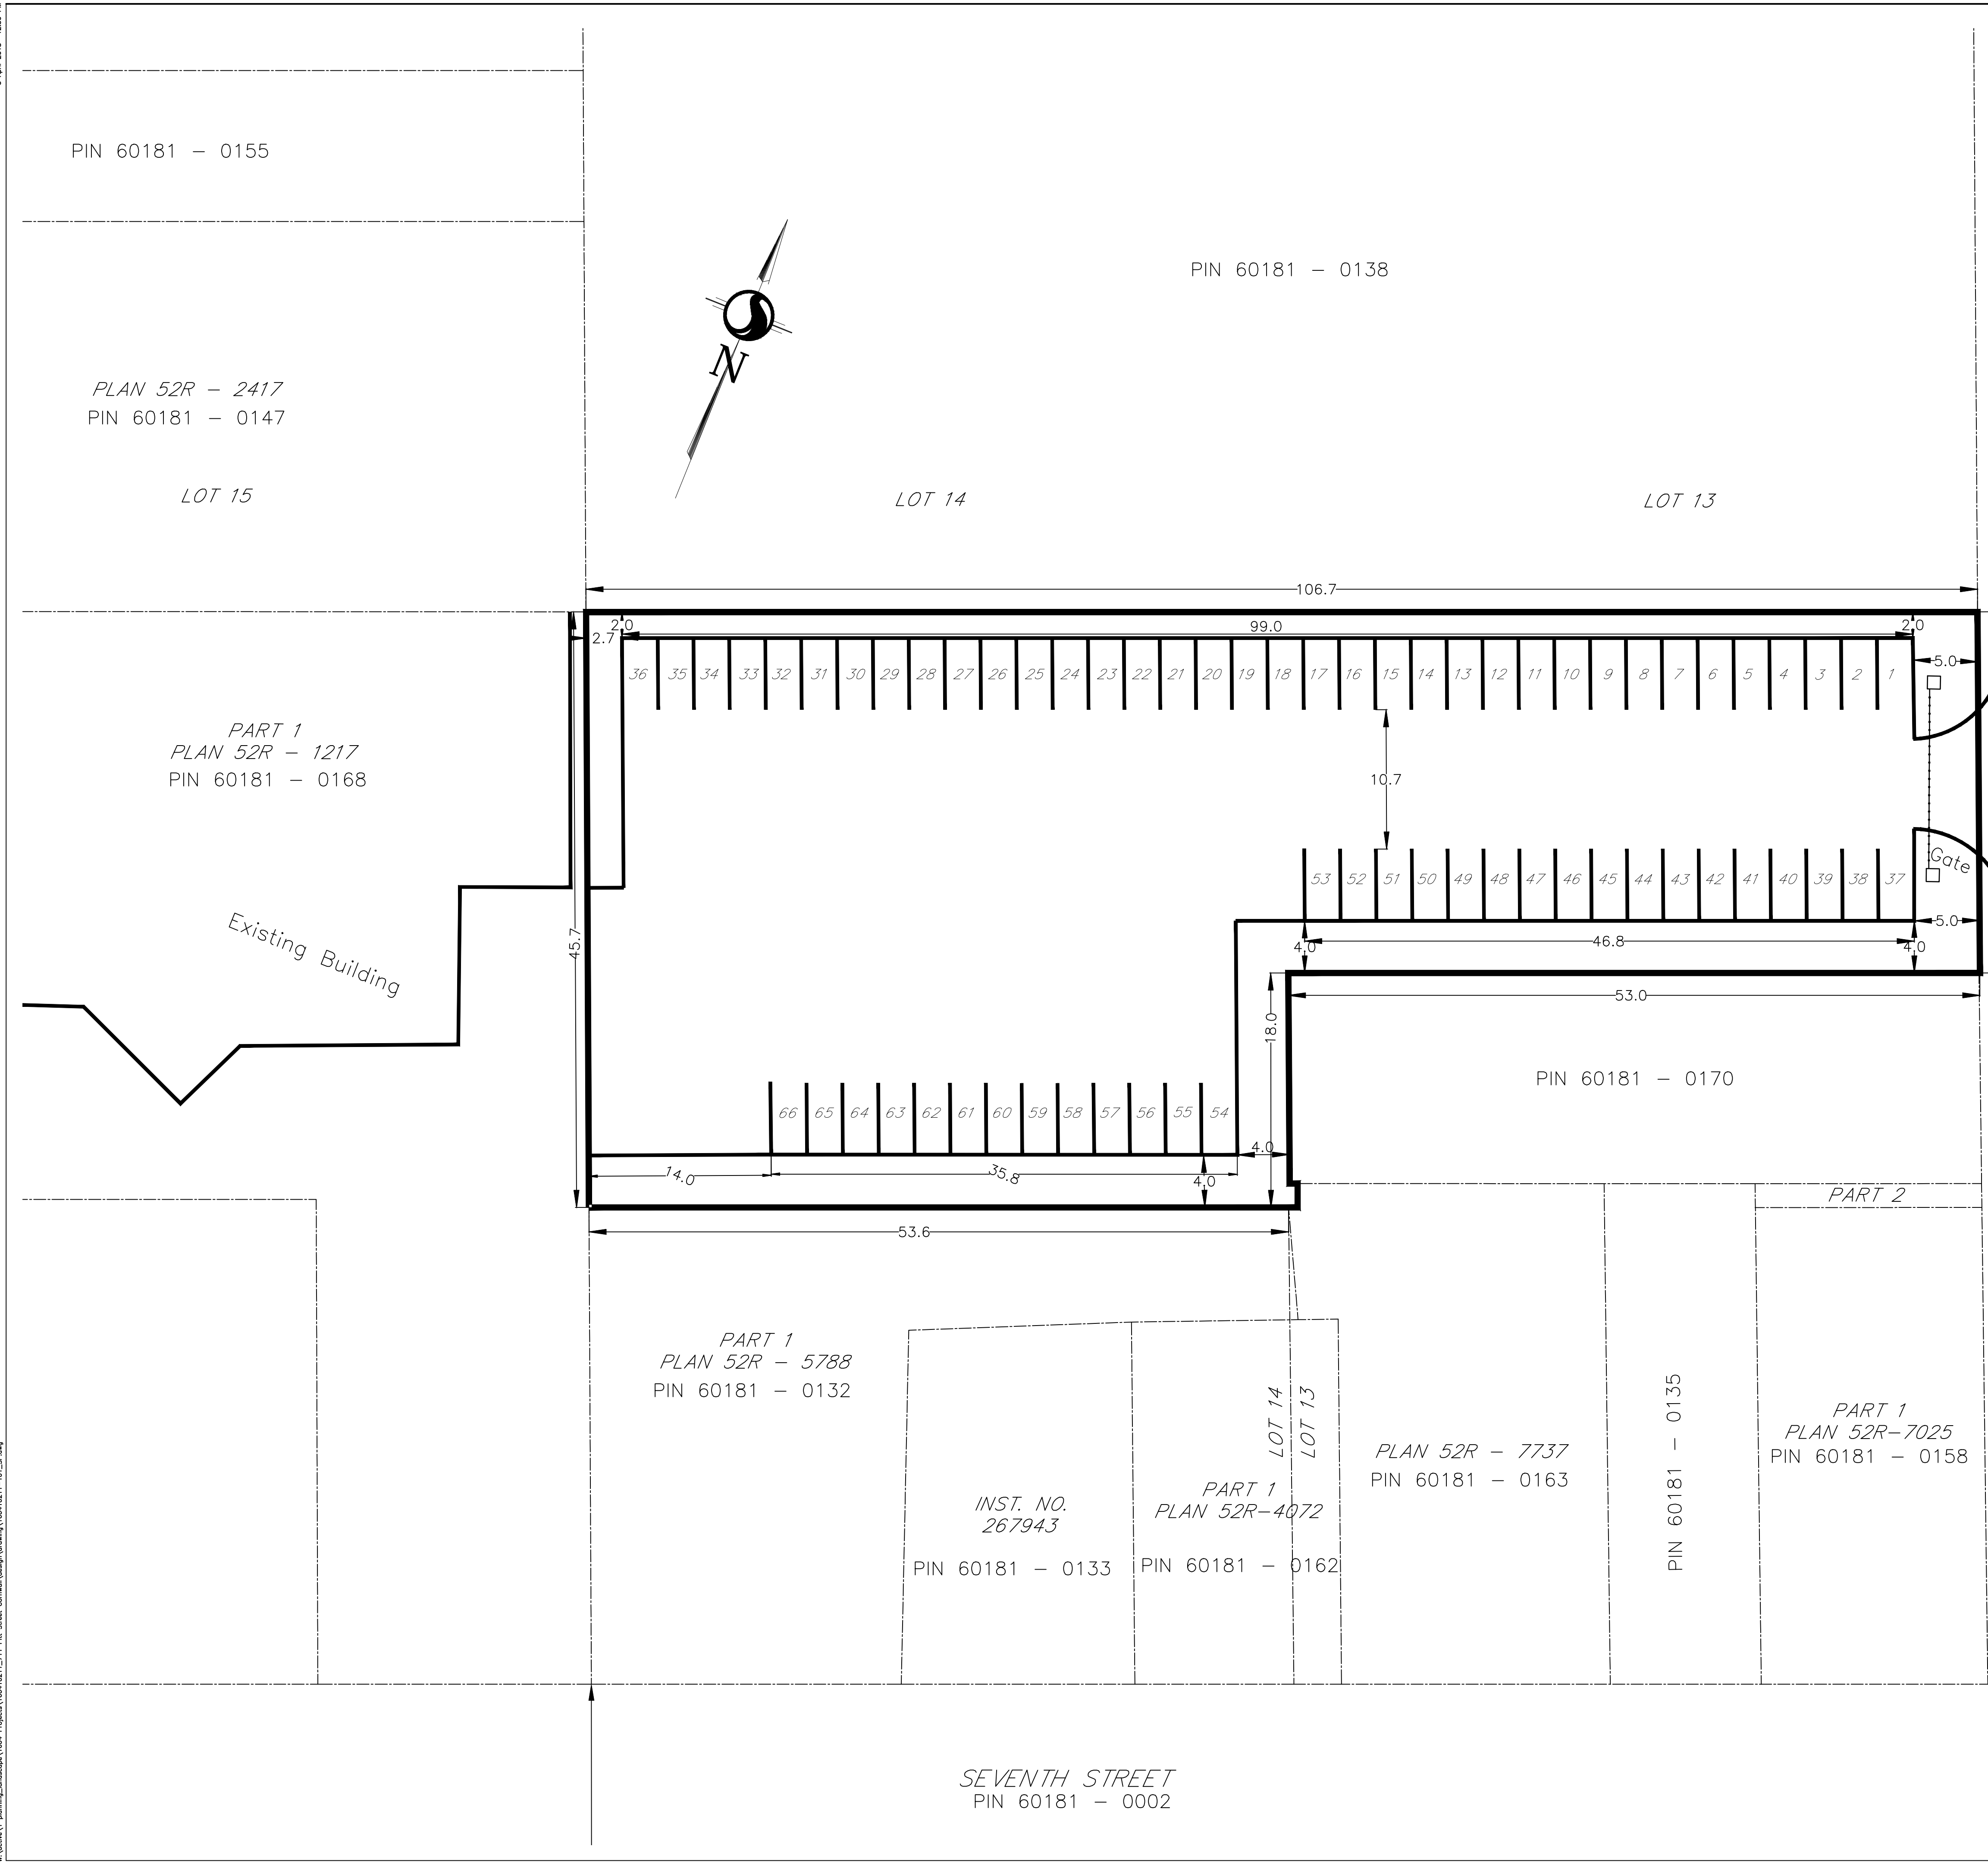 PIN 60181 - 0155
PIN 60181 - 0138
N
PLAN 52R - 2417
PIN 60181 - 0147
LOT 15
LOT 14
LOT 13
106.7
2.0
2.7
99.0
2.0
5.0
36 35 34 33 32 31 30 29 28 27 26 25 24 23 22 21 20 19 18 17 16 15 14 13 12 11 10 9 8 7 6 5 4 3 2 1
PART 1
PLAN 52R - 1217
PIN 60181 - 0168
10.7
Gate
53 52 51 50 49 48 47 46 45 44 43 42 41 40 39 38 37
5.0
Existing Building
45.7
4.0
46.8
4.0
53.0
18.0
PIN 60181 - 0170
66 65 64 63 62 61 60 59 58 57 56 55 54
4.0
14.0
35.8
4.0
PART 2
53.6
PART 1
PLAN 52R - 5788
PIN 60181 - 0132
LOT 14
LOT 13
PLAN 52R - 7737
PIN 60181 - 0163
PIN 60181 - 0135
PART 1
PLAN 52R-7025
PIN 60181 - 0158
INST. NO.
267943
PIN 60181 - 0133
PART 1
PLAN 52R-4072
PIN 60181 - 0162
SEVENTH STREET
PIN 60181 - 0002